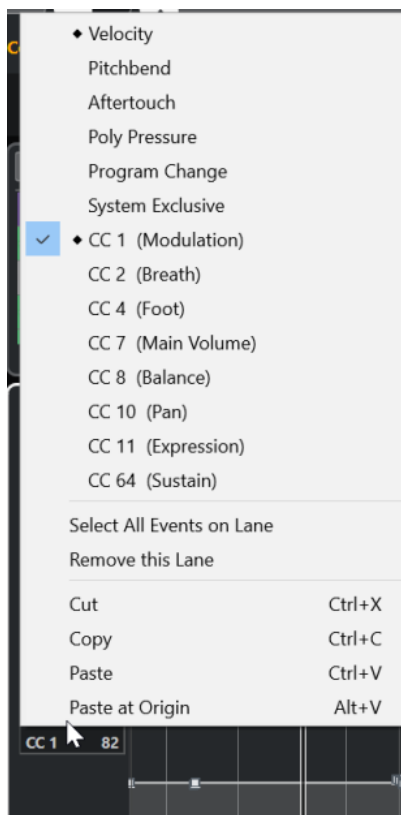 Velocity
Pitchbend
Aftertouch
Poly Pressure
Program Change
System Exclusive
CC 1 (Modulation)
CC 2 (Breath)
CC 4 (Foot)
CC 7 (Main Volume)
CC 8 (Balance)
CC 10 (Pan)
CC 11 (Expression)
CC 64 (Sustain)
Select All Events on Lane
Remove this Lane
Cut Ctrl+X
Copy Ctrl+C
Paste Ctrl+V
Paste at Origin Alt+V
CC 1 82